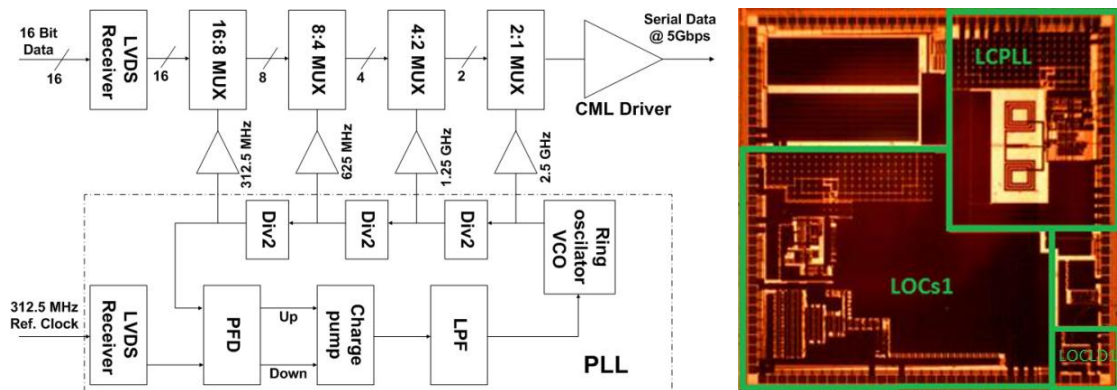 16 Bit
Data
16
LVDS
Receiver
16
16:8 MUX
8
8:4 MUX
4
4:2 MUX
2
2:1 MUX
CML Driver
Serial Data
@ 5Gbps
312.5 MHz
625 MHz
1.25 GHz
2.5 GHz
Div2
Div2
Div2
Ring
oscilator
VCO
312.5 MHz
Ref. Clock
LVDS
Receiver
PFD
Up
Down
Charge
pump
LPF
PLL
LCPLL
LOCs1